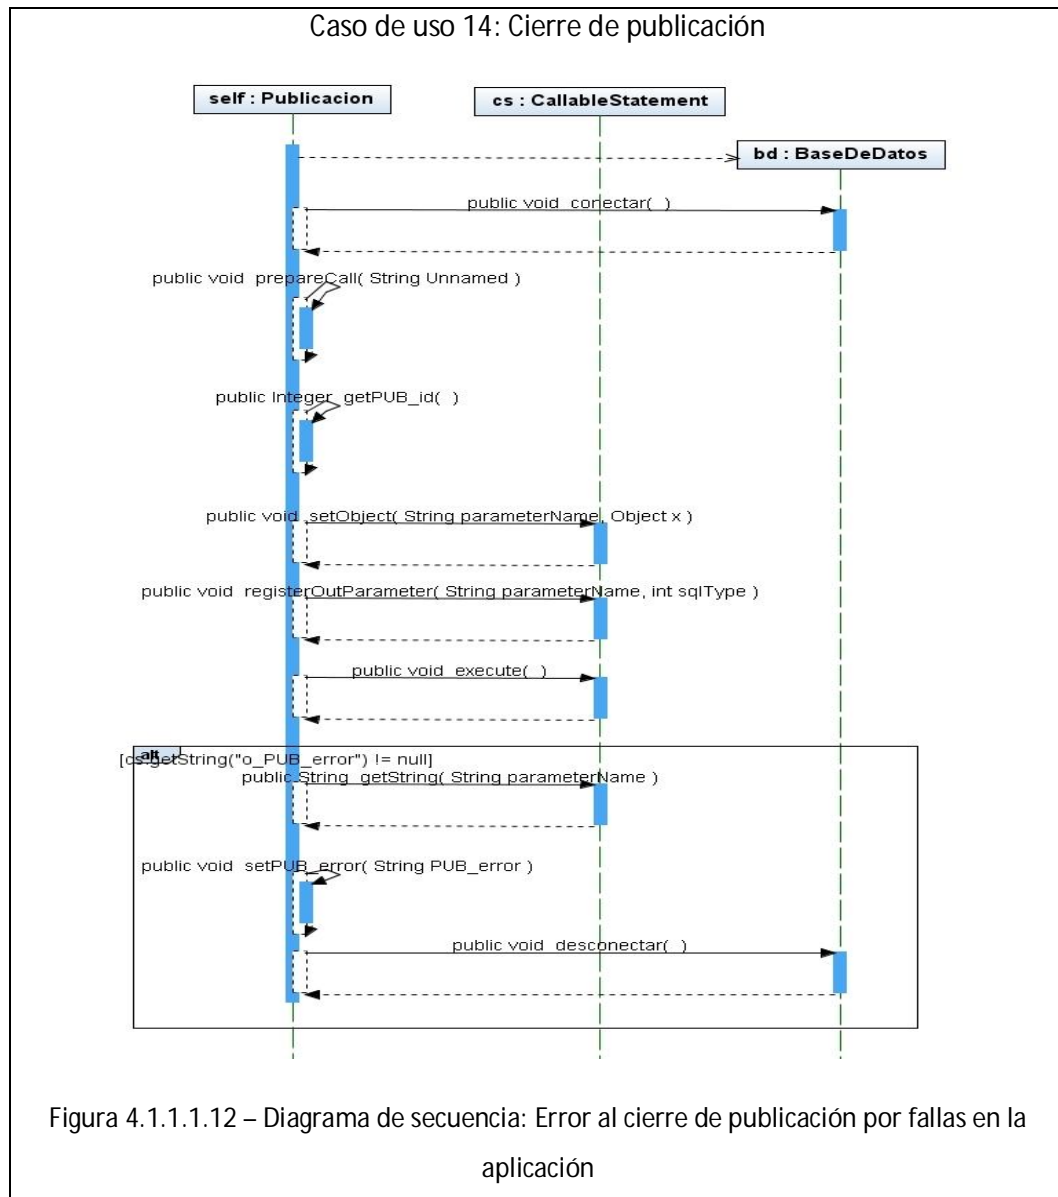 Caso de uso 14: Cierre de publicación
self : Publicacion
cs : CallableStatement
bd : BaseDeDatos
public void conectar( )
public void prepareCall( String Unnamed )
public Integer getPUB_id( )
public void setObject( String parameterName, Object x )
public void registerOutParameter( String parameterName, int sqlType )
public void execute( )
alt
[cs.getString("o_PUB_error") != null]
public String getString( String parameterName )
public void setPUB_error( String PUB_error )
public void desconectar( )
Figura 4.1.1.1.12 – Diagrama de secuencia: Error al cierre de publicación por fallas en la
aplicación